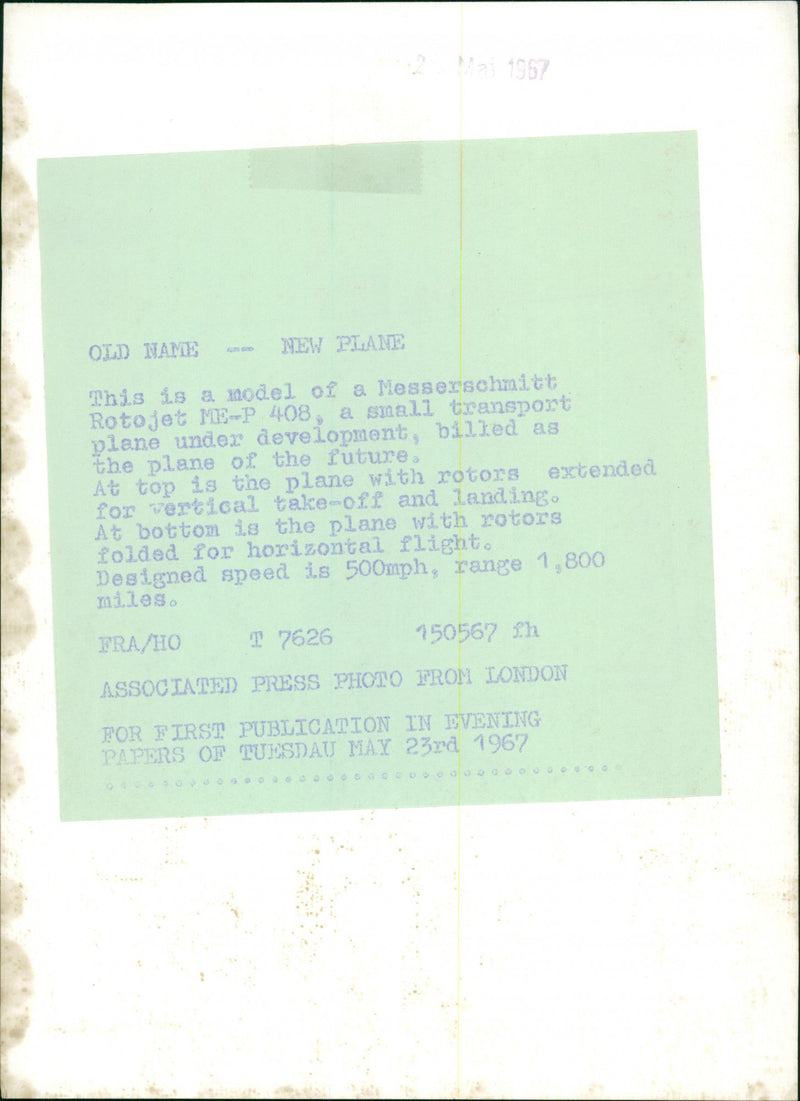 Mai 1967
OLD NAME -- NEW PLANE
This is a model of a Messerschmitt
Rotojet ME-P 408, a small transport
plane under development, billed as
the plane of the future.
At top is the plane with rotors extended
for vertical take-off and landing.
At bottom is the plane with rotors
folded for horizontal flight.
Designed speed is 500mph, range 1,800
miles.
FRA/HO T 7626 150567 fh
ASSOCIATED PRESS PHOTO FROM LONDON
FOR FIRST PUBLICATION IN EVENING
PAPERS OF TUESDAU MAY 23rd 1967
......................................